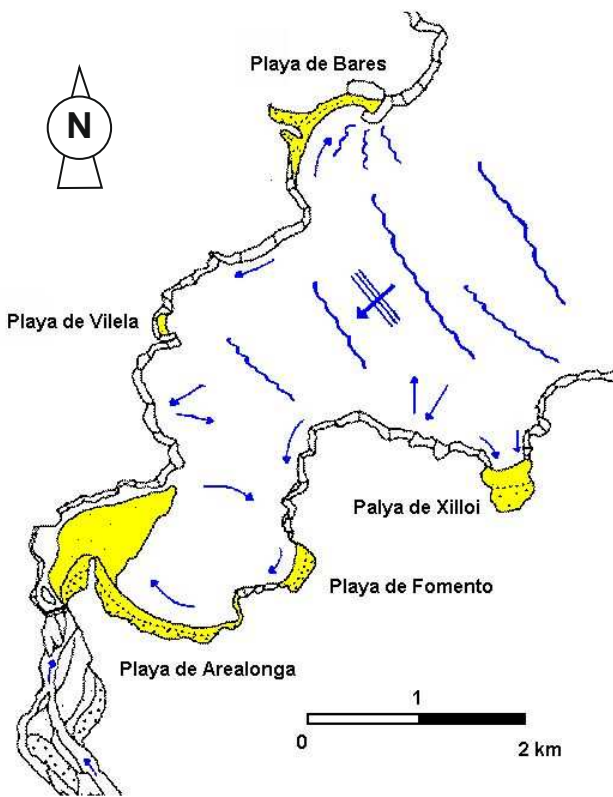 Playa de Bares
N
Playa de Vilela
Palya de Xilloi
Playa de Fomento
Playa de Arealonga
1
0
2 km